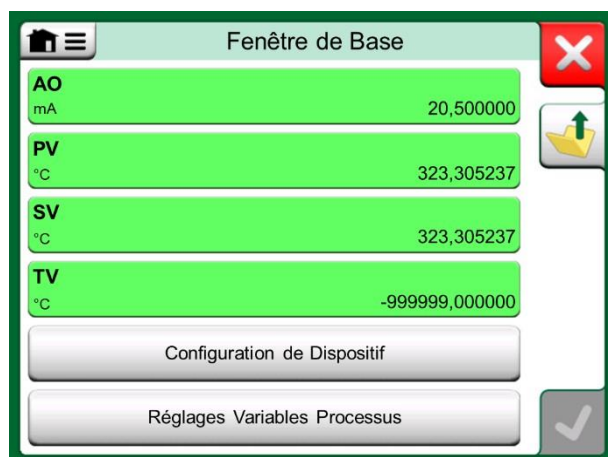 Fenêtre de Base
AO
mA 20,500000
PV
°C 323,305237
SV
°C 323,305237
TV
°C -999999,000000
Configuration de Dispositif
Réglages Variables Processus